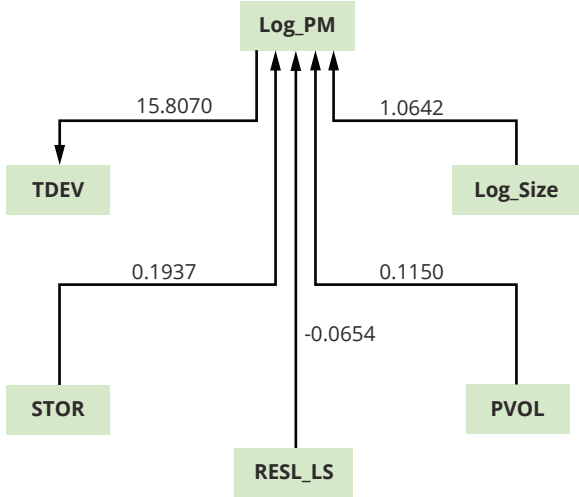 Log_PM
15.8070
1.0642
TDEV
Log_Size
0.1937
0.1150
-0.0654
STOR
PVOL
RESL_LS